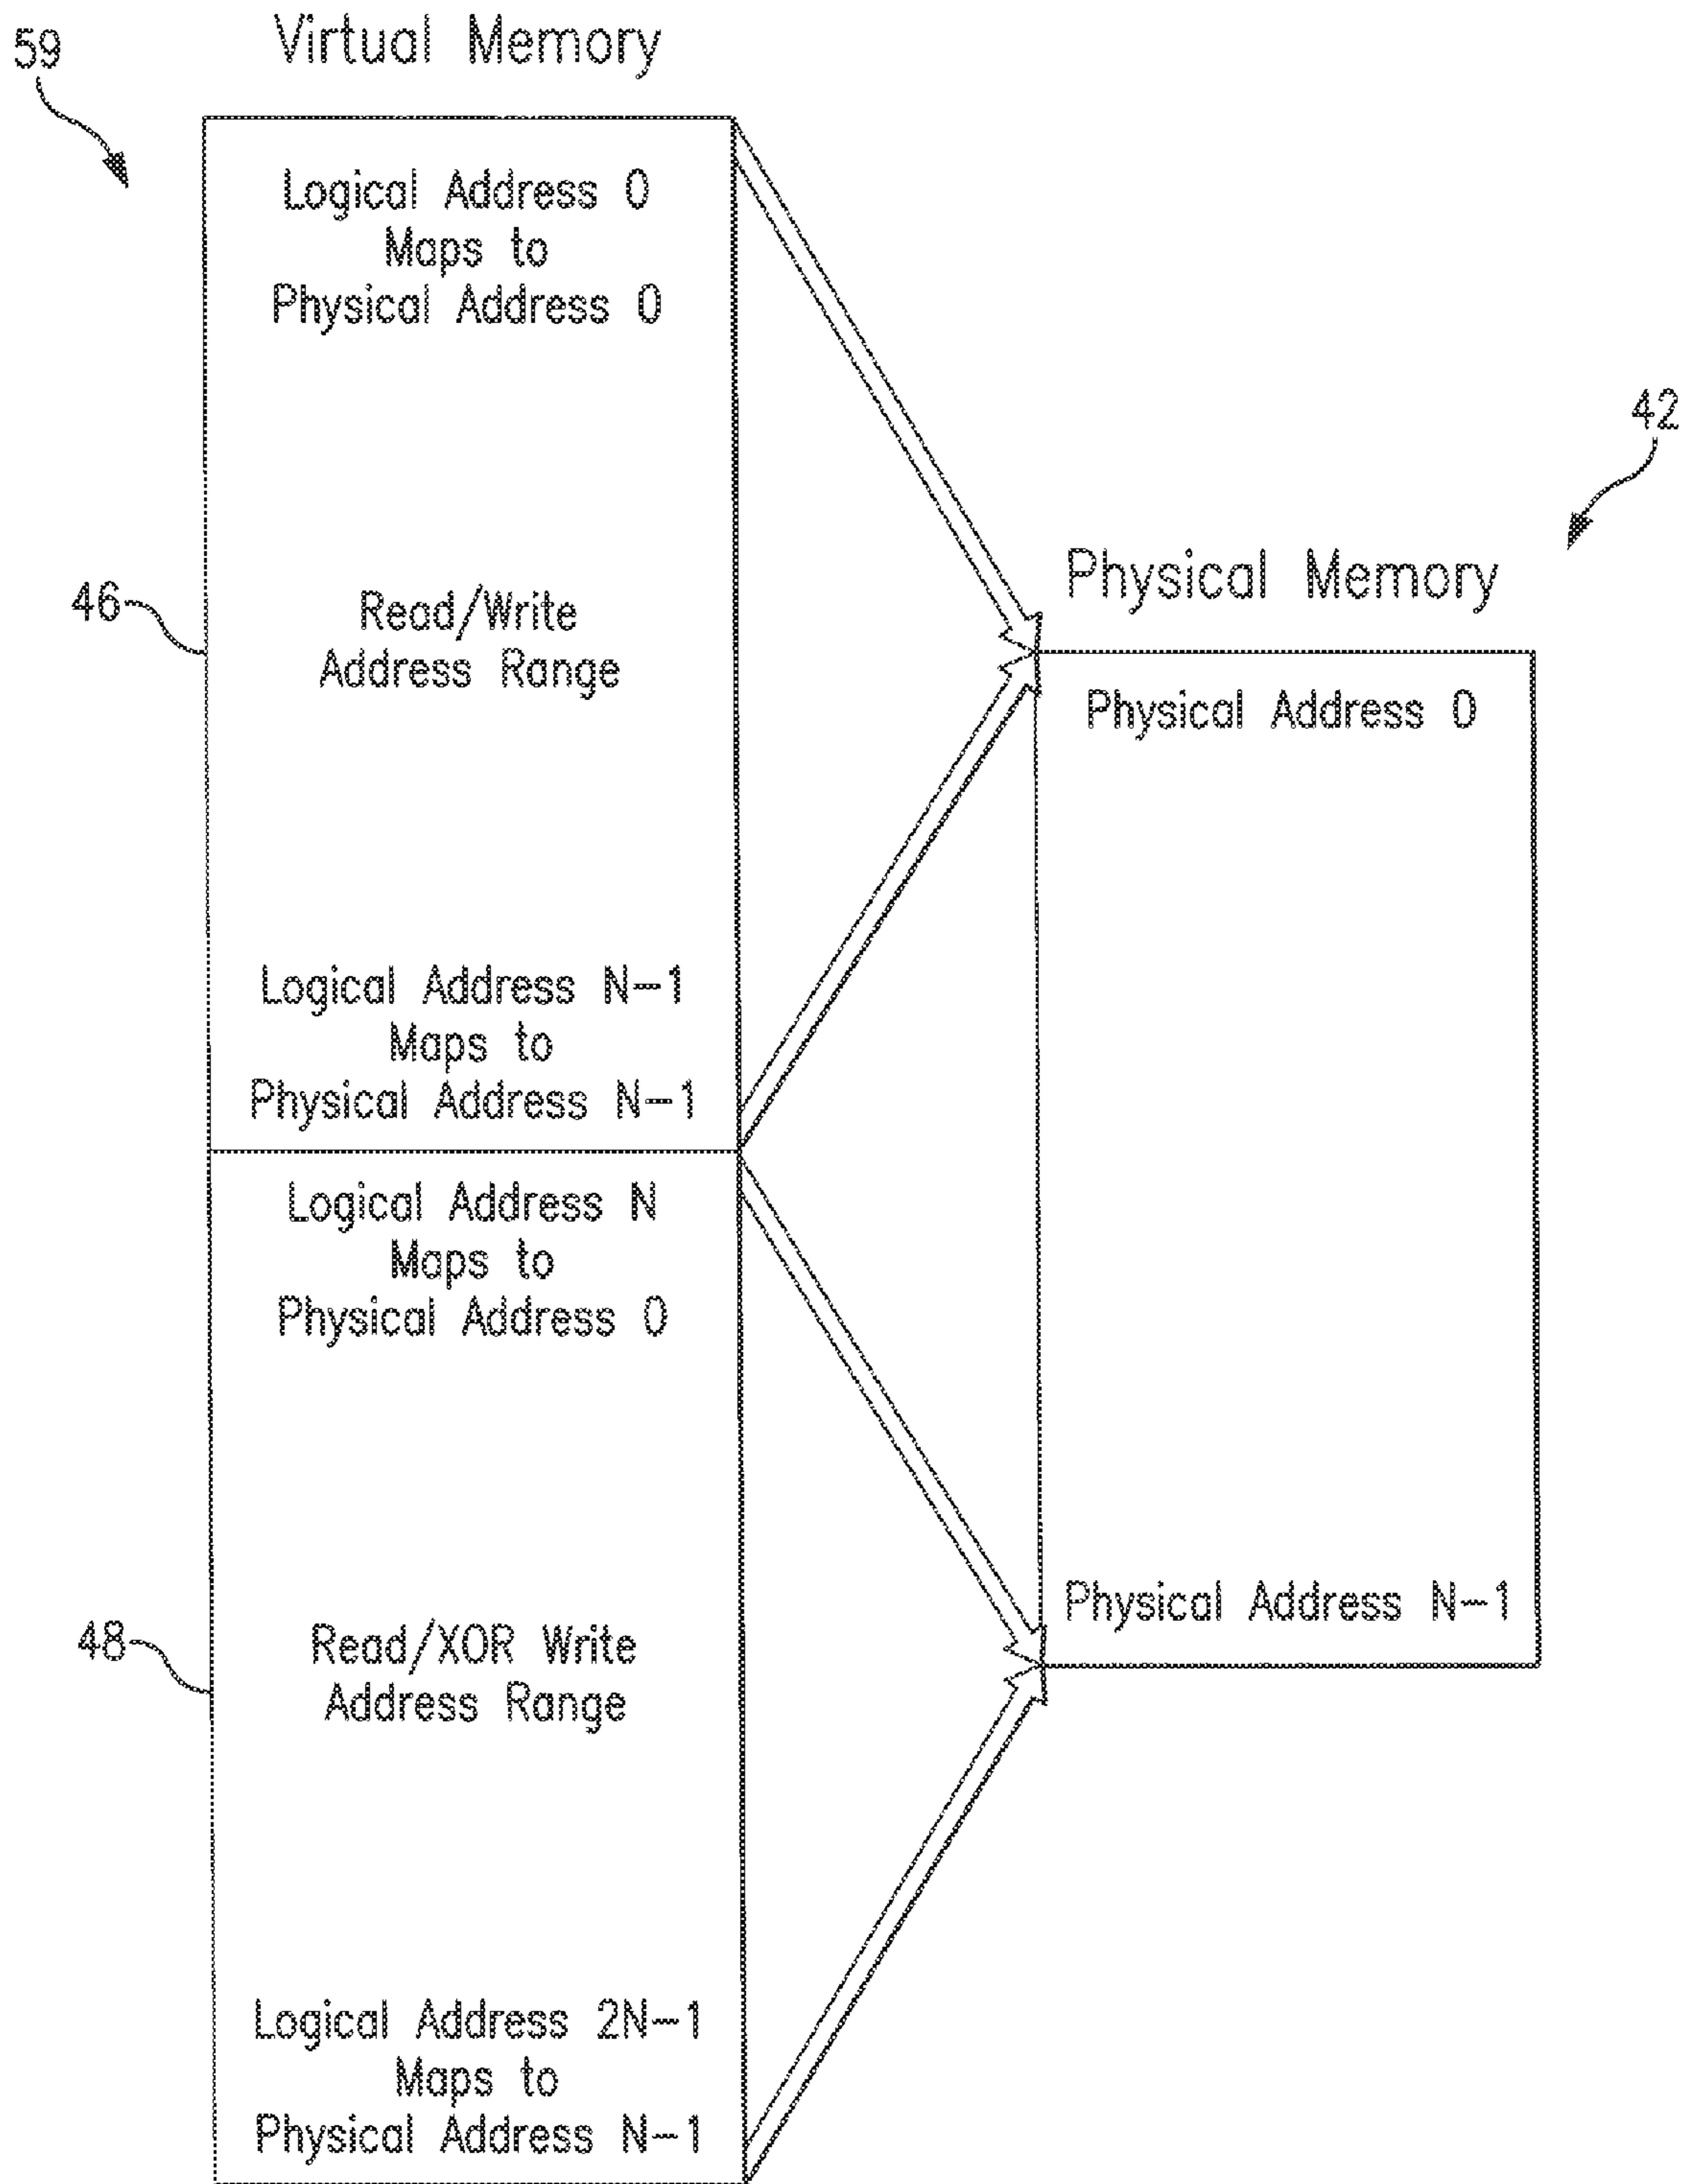 59
Virtual Memory
Logical Address 0
Maps to
Physical Address 0
42
46
Read/Write
Address Range
Physical Memory
Physical Address 0
Logical Address N-1
Maps to
Physical Address N-1
Logical Address N
Maps to
Physical Address 0
Physical Address N-1
48
Read/XOR Write
Address Range
Logical Address 2N-1
Maps to
Physical Address N-1